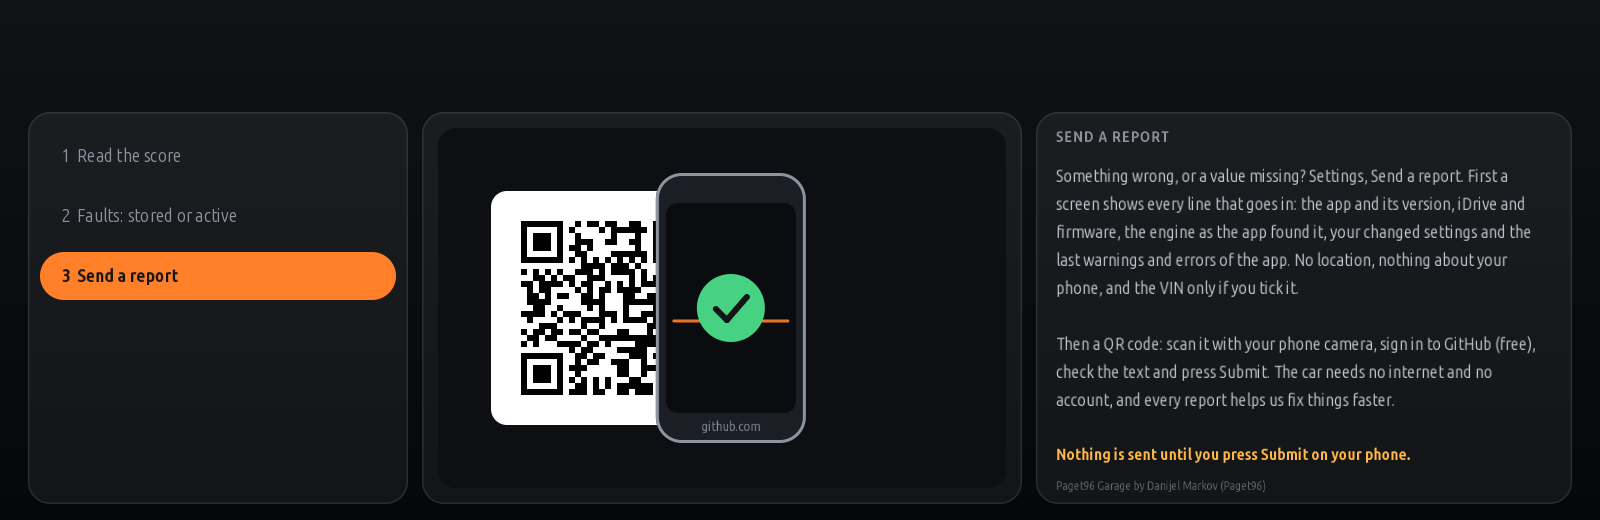 1 Read the score
2 Faults: stored or active
3 Send a report
github.com
SEND A REPORT
Something wrong, or a value missing? Settings, Send a report. First a
screen shows every line that goes in: the app and its version, iDrive and
firmware, the engine as the app found it, your changed settings and the
last warnings and errors of the app. No location, nothing about your
phone, and the VIN only if you tick it.
Then a QR code: scan it with your phone camera, sign in to GitHub (free),
check the text and press Submit. The car needs no internet and no
account, and every report helps us fix things faster.
Nothing is sent until you press Submit on your phone.
Paget96 Garage by Danijel Markov (Paget96)